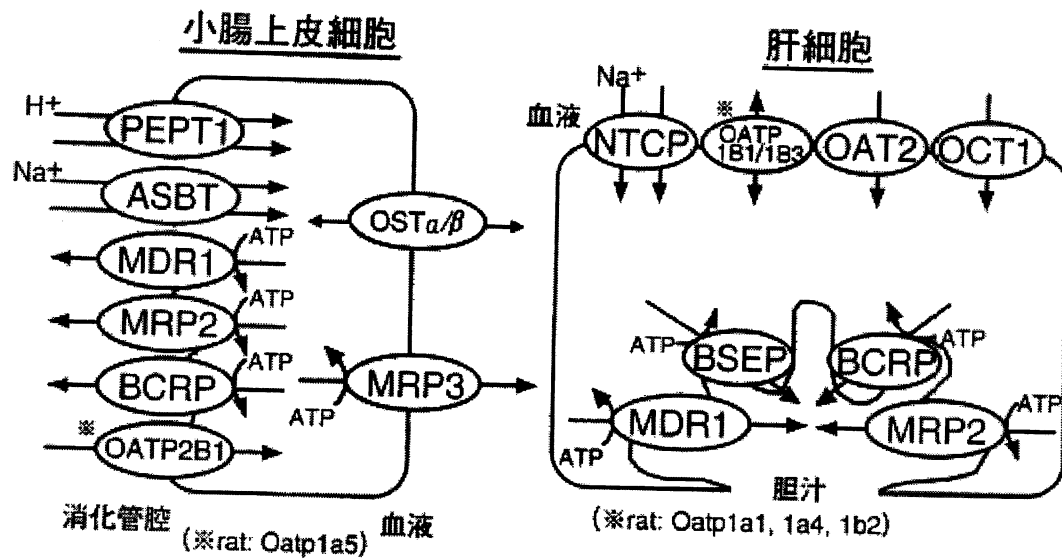 小腸上皮細胞
H+
PEPT1
Na+
ASBT
OSTα/β
MDR1
ATP
MRP2
ATP
BCRP
ATP
MRP3
ATP
※
OATP2B1
消化管腔
(※rat: Oatp1a5)
血液
肝細胞
Na+
血液
NTCP
※
OATP
1B1/1B3
OAT2
OCT1
ATP
BSEP
BCRP
ATP
MDR1
ATP
MRP2
ATP
胆汁
(※rat: Oatp1a1, 1a4, 1b2)